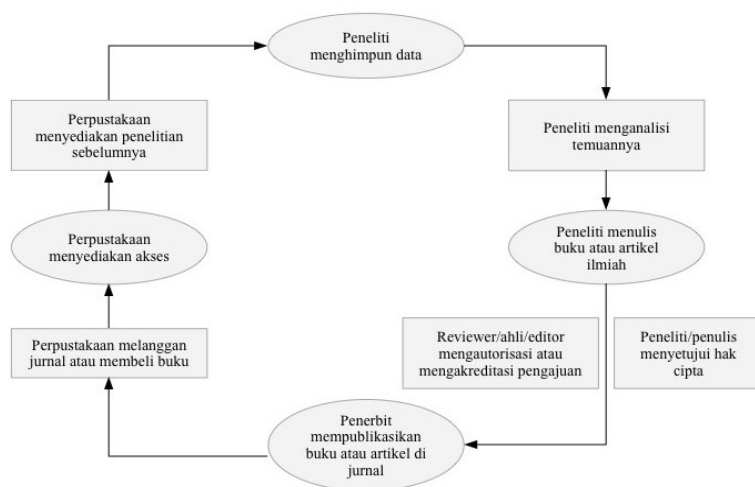 Peneliti
menghimpun data
Peneliti menganalisi
temuannya
Peneliti menulis
buku atau artikel
ilmiah
Reviewer/ahli/editor
mengautorisasi atau
mengakreditasi pengajuan
Peneliti/penulis
menyetujui hak
cipta
Penerbit
mempublikasikan
buku atau artikel di
jurnal
Perpustakaan melanggan
jurnal atau membeli buku
Perpustakaan
menyediakan akses
Perpustakaan
menyediakan penelitian
sebelumnya